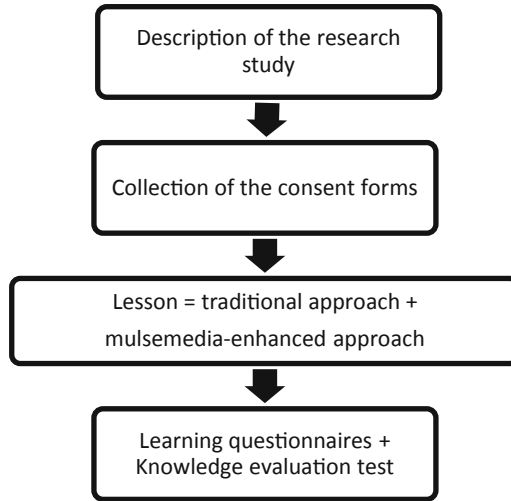 Description of the research
study
Collection of the consent forms
Lesson = traditional approach +
mulsemedia-enhanced approach
Learning questionnaires +
Knowledge evaluation test